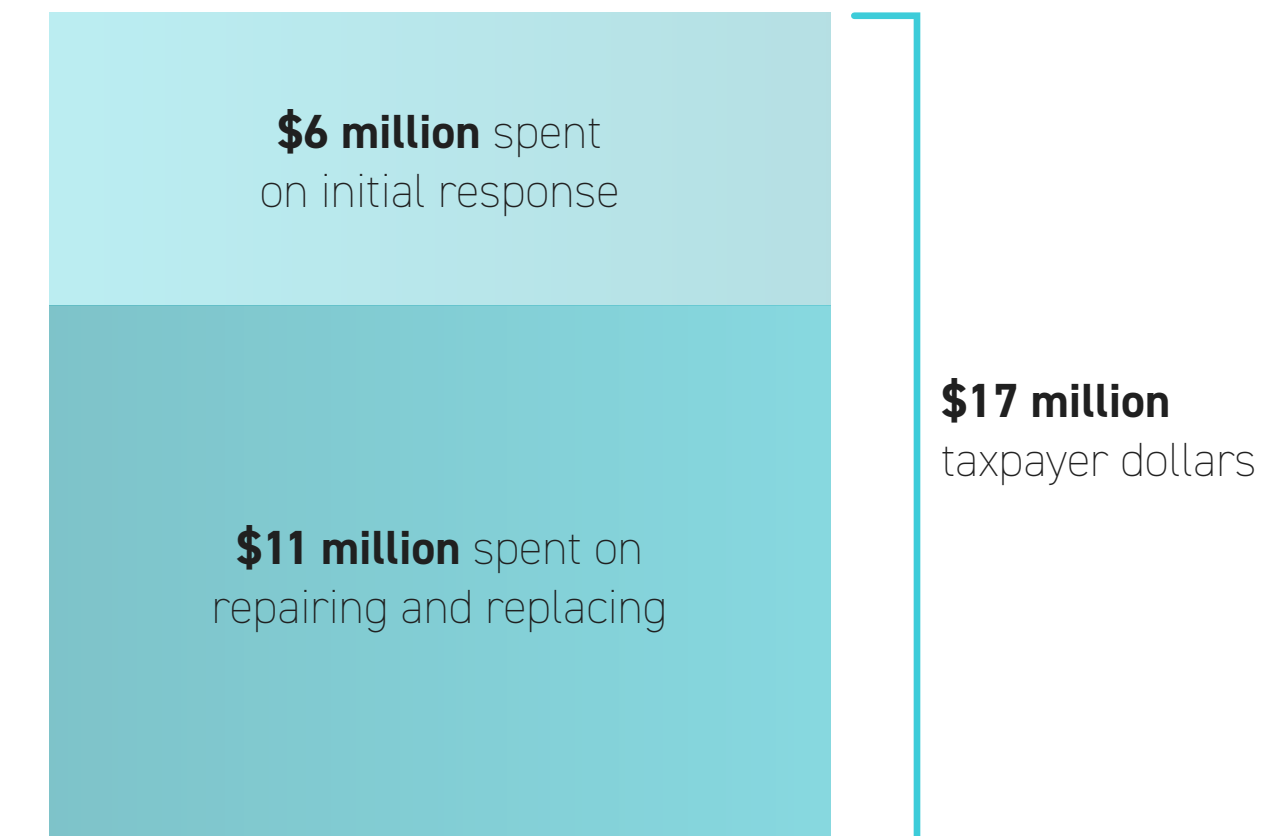 $6 million spent
on initial response
$17 million
taxpayer dollars
$11 million spent on
repairing and replacing